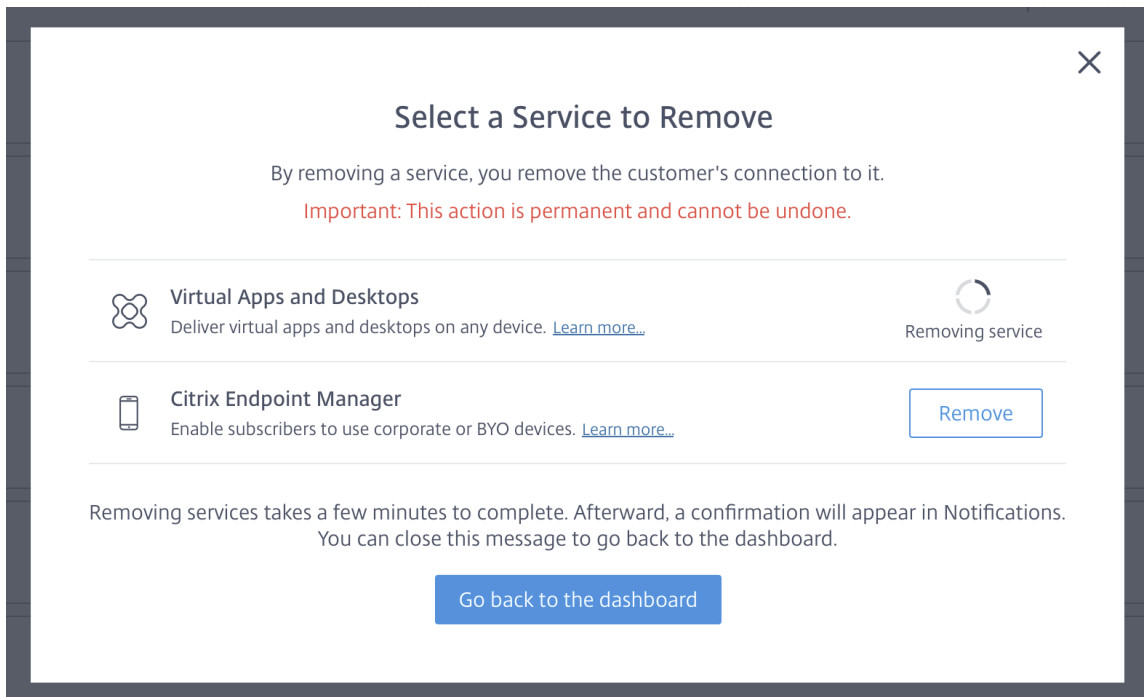 Select a Service to Remove
By removing a service, you remove the customer's connection to it.
Important: This action is permanent and cannot be undone.
Virtual Apps and Desktops
Deliver virtual apps and desktops on any device. Learn more...
Removing service
Citrix Endpoint Manager
Enable subscribers to use corporate or BYO devices. Learn more...
Remove
Removing services takes a few minutes to complete. Afterward, a confirmation will appear in Notifications.
You can close this message to go back to the dashboard.
Go back to the dashboard